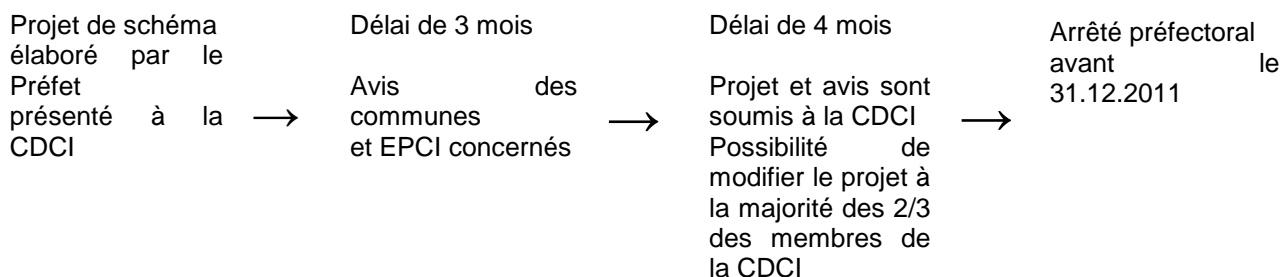 Projet de schéma
élaboré par le
Préfet
présenté à la
CDCI
→
Délai de 3 mois
Avis des
communes
et EPCI concernés
→
Délai de 4 mois
Projet et avis sont
soumis à la CDCI
Possibilité de
modifier le projet à
la majorité des 2/3
des membres de
la CDCI
→
Arrêté préfectoral
avant le
31.12.2011